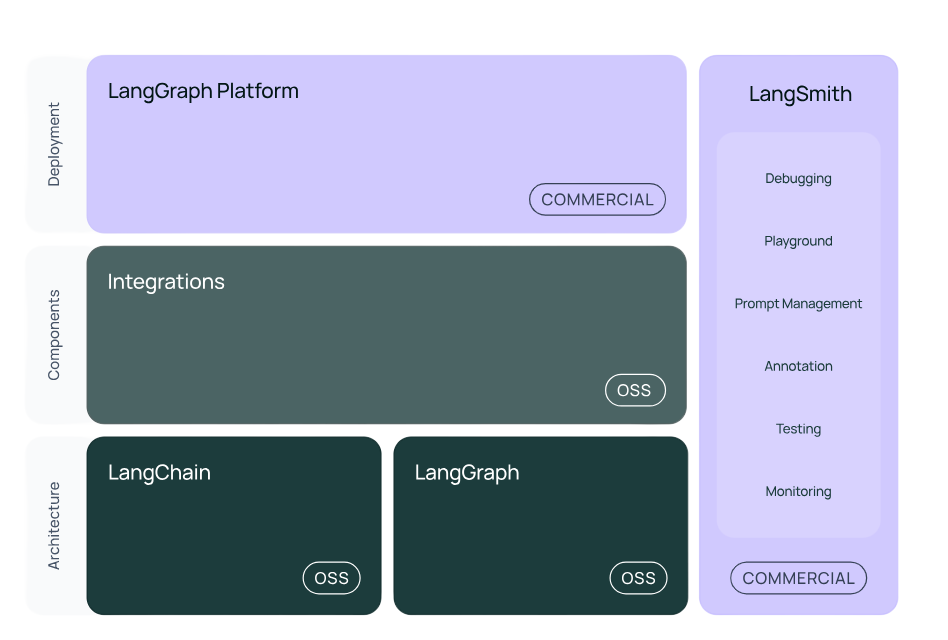 Deployment
LangGraph Platform
COMMERCIAL
Components
Integrations
OSS
Architecture
LangChain
OSS
LangGraph
OSS
LangSmith
Debugging
Playground
Prompt Management
Annotation
Testing
Monitoring
COMMERCIAL